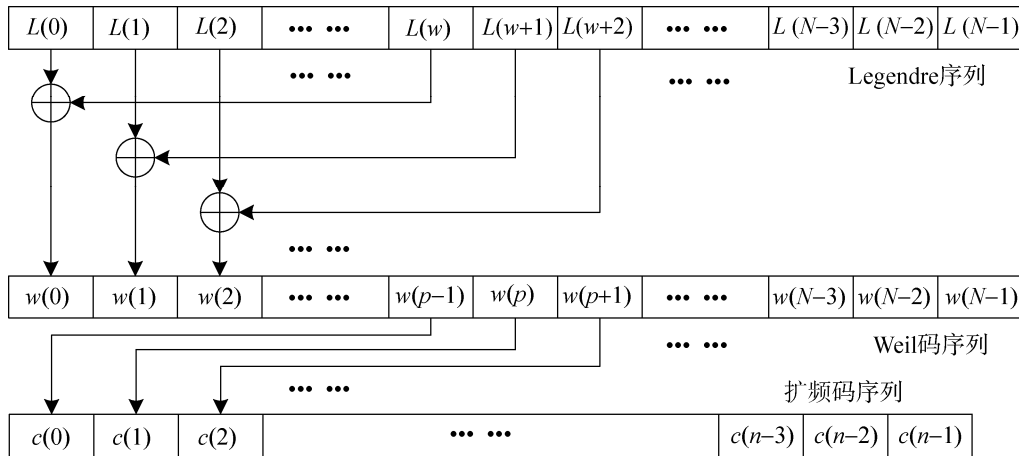 L(0) L(1) L(2) ... ... L(w) L(w+1) L(w+2) ... ... L(N−3) L(N−2) L(N−1)
... ... ... ...
Legendre序列
... ...
w(0) w(1) w(2) ... ... w(p−1) w(p) w(p+1) ... ... w(N−3) w(N−2) w(N−1)
... ... Weil码序列
... ... 扩频码序列
c(0) c(1) c(2) ... ... c(n−3) c(n−2) c(n−1)